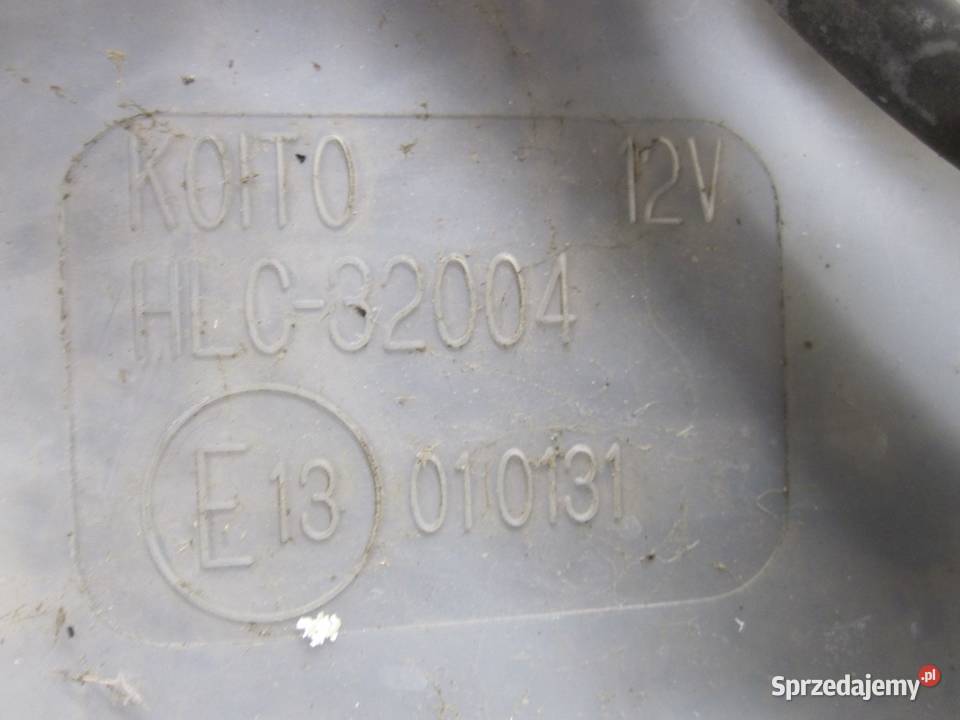 KOITO 12V
HLC-32004
E13 010131
Sprzedajemy.pl